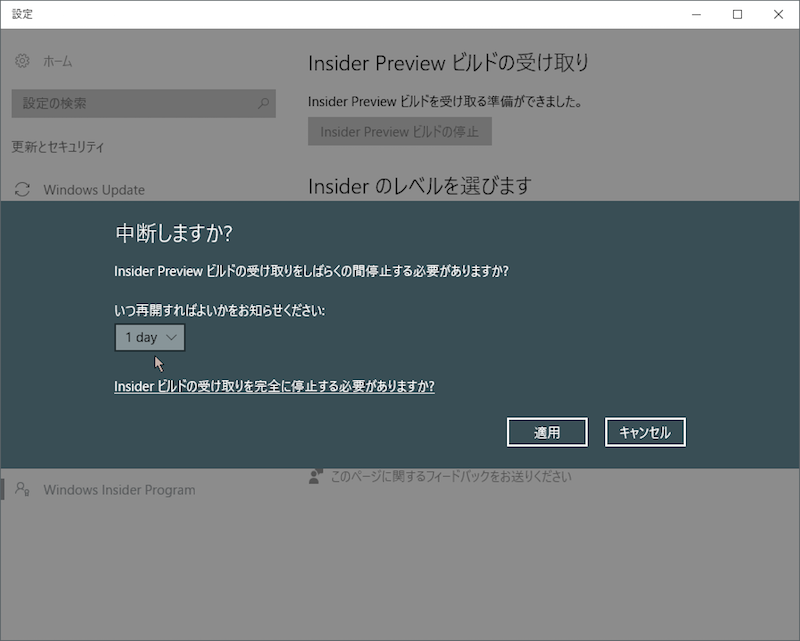 設定
ホーム
設定の検索
更新とセキュリティ
Windows Update
Insider Preview ビルドの受け取り
Insider Preview ビルドを受け取る準備ができました。
Insider Preview ビルドの停止
Insider のレベルを選びます
中断しますか?
Insider Preview ビルドの受け取りをしばらくの間停止する必要がありますか?
いつ再開すればよいかをお知らせください:
1 day
Insider ビルドの受け取りを完全に停止する必要がありますか?
適用
キャンセル
Windows Insider Program
このページに関するフィードバックをお送りください